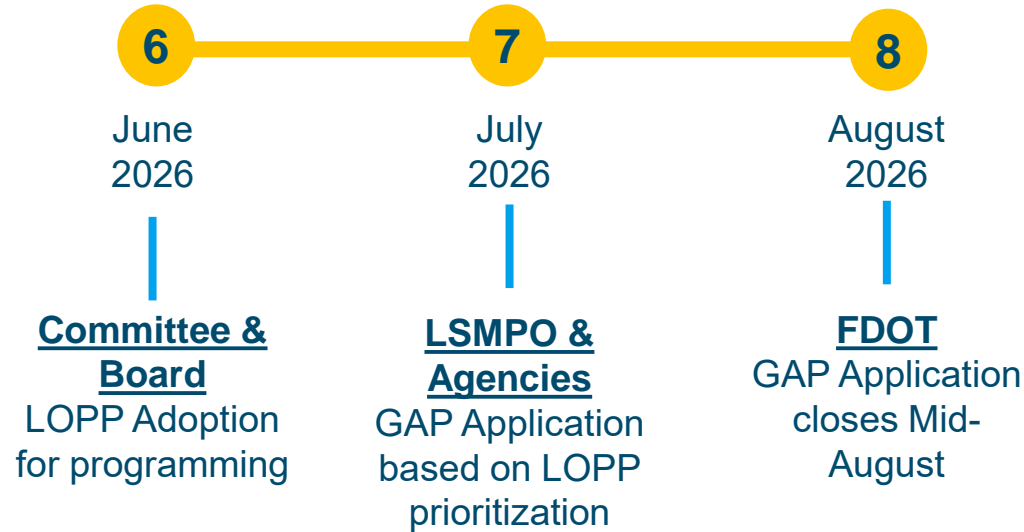 6
June
2026
Committee &
Board
LOPP Adoption
for programming
7
July
2026
LSMPO &
Agencies
GAP Application
based on LOPP
prioritization
8
August
2026
FDOT
GAP Application
closes Mid-
August